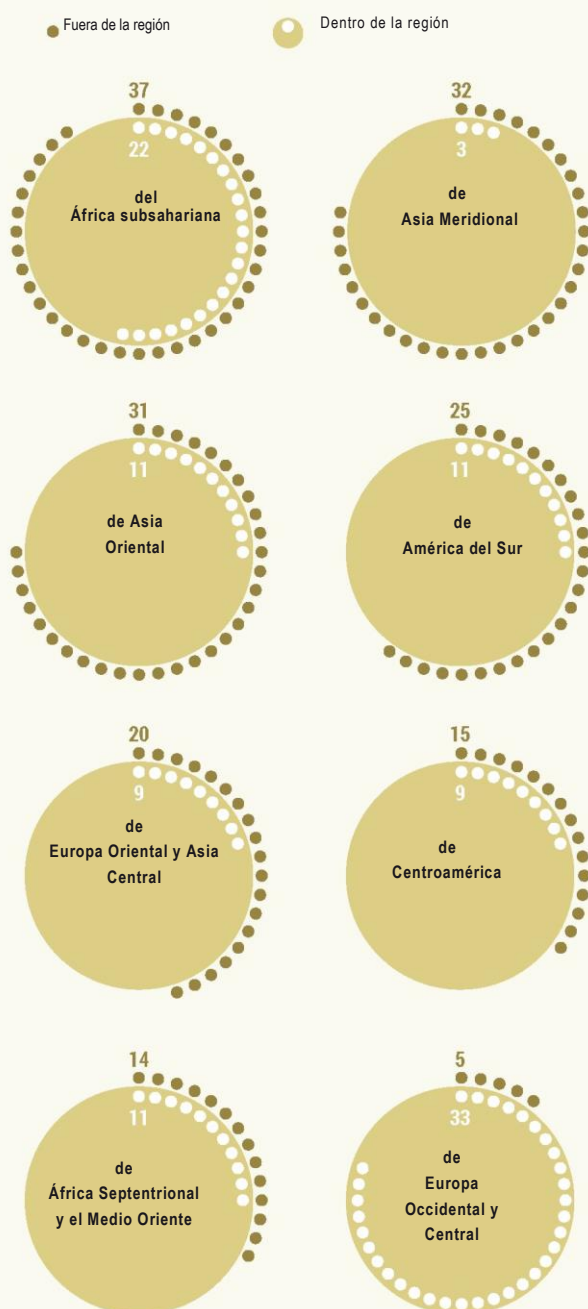 Fuera de la región
Dentro de la región
37
22
del
África subsahariana
32
3
de
Asia Meridional
31
11
de Asia
Oriental
25
11
de
América del Sur
20
9
de
Europa Oriental y Asia
Central
15
9
de
Centroamérica
14
11
de
África Septentrional
y el Medio Oriente
5
33
de
Europa
Occidental y
Central